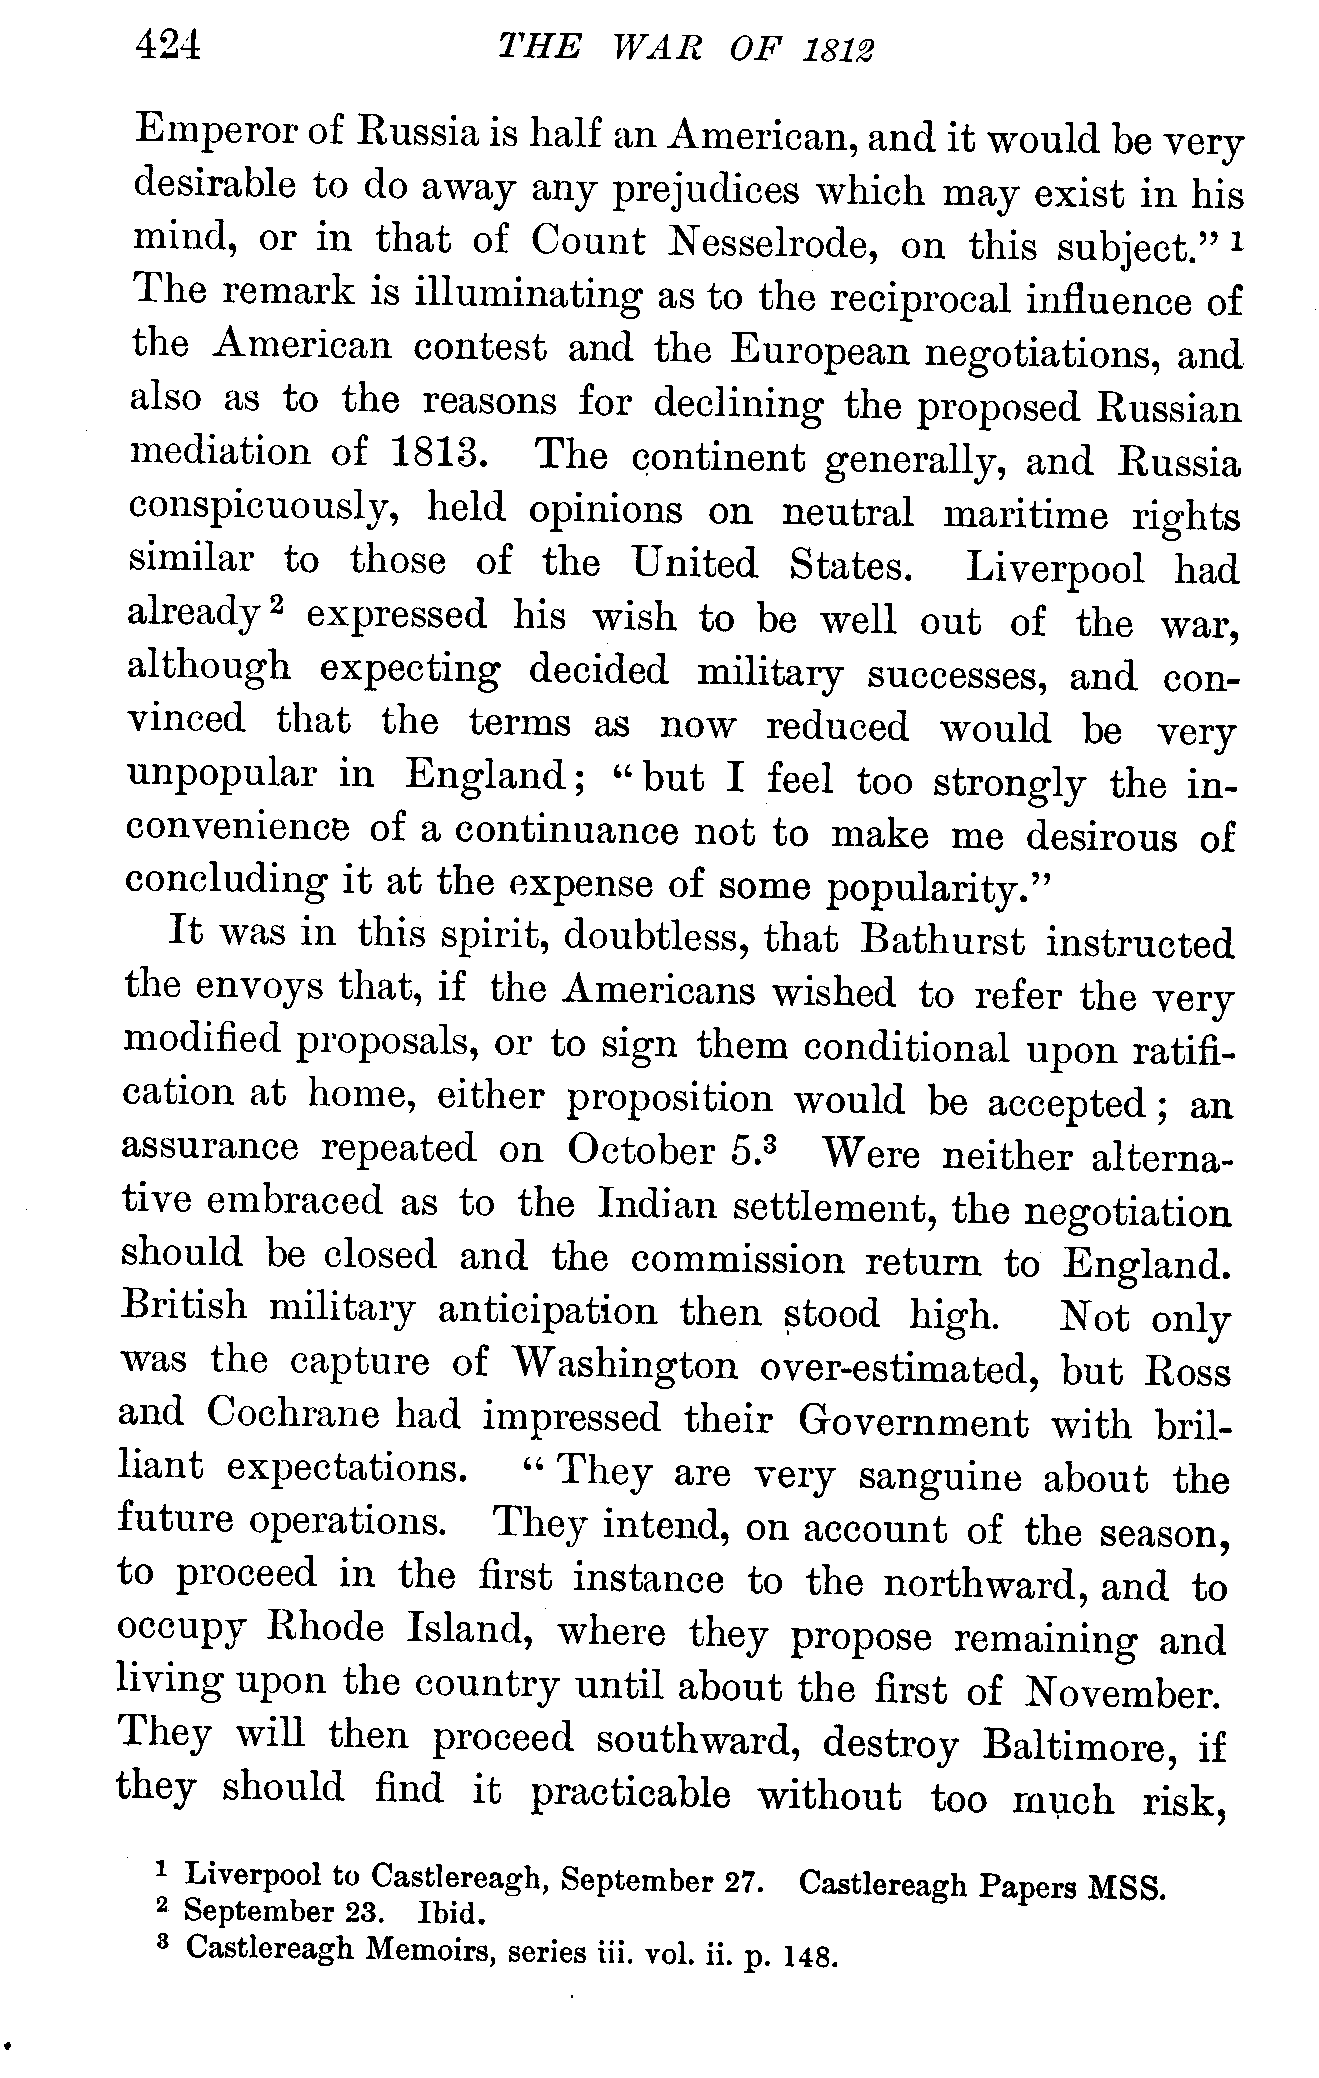 424 THE WAR OF 1812
Emperor of Russia is half an American, and it would be very
desirable to do away any prejudices which may exist in his
mind, or in that of Count Nesselrode, on this subject.” ¹
The remark is illuminating as to the reciprocal influence of
the American contest and the European negotiations, and
also as to the reasons for declining the proposed Russian
mediation of 1813. The continent generally, and Russia
conspicuously, held opinions on neutral maritime rights
similar to those of the United States. Liverpool had
already ² expressed his wish to be well out of the war,
although expecting decided military successes, and con-
vinced that the terms as now reduced would be very
unpopular in England; “but I feel too strongly the in-
convenience of a continuance not to make me desirous of
concluding it at the expense of some popularity.”
It was in this spirit, doubtless, that Bathurst instructed
the envoys that, if the Americans wished to refer the very
modified proposals, or to sign them conditional upon ratifi-
cation at home, either proposition would be accepted; an
assurance repeated on October 5.³ Were neither alterna-
tive embraced as to the Indian settlement, the negotiation
should be closed and the commission return to England.
British military anticipation then stood high. Not only
was the capture of Washington over-estimated, but Ross
and Cochrane had impressed their Government with bril-
liant expectations. “They are very sanguine about the
future operations. They intend, on account of the season,
to proceed in the first instance to the northward, and to
occupy Rhode Island, where they propose remaining and
living upon the country until about the first of November.
They will then proceed southward, destroy Baltimore, if
they should find it practicable without too much risk,
¹ Liverpool to Castlereagh, September 27. Castlereagh Papers MSS.
² September 23. Ibid.
³ Castlereagh Memoirs, series iii. vol. ii. p. 148.